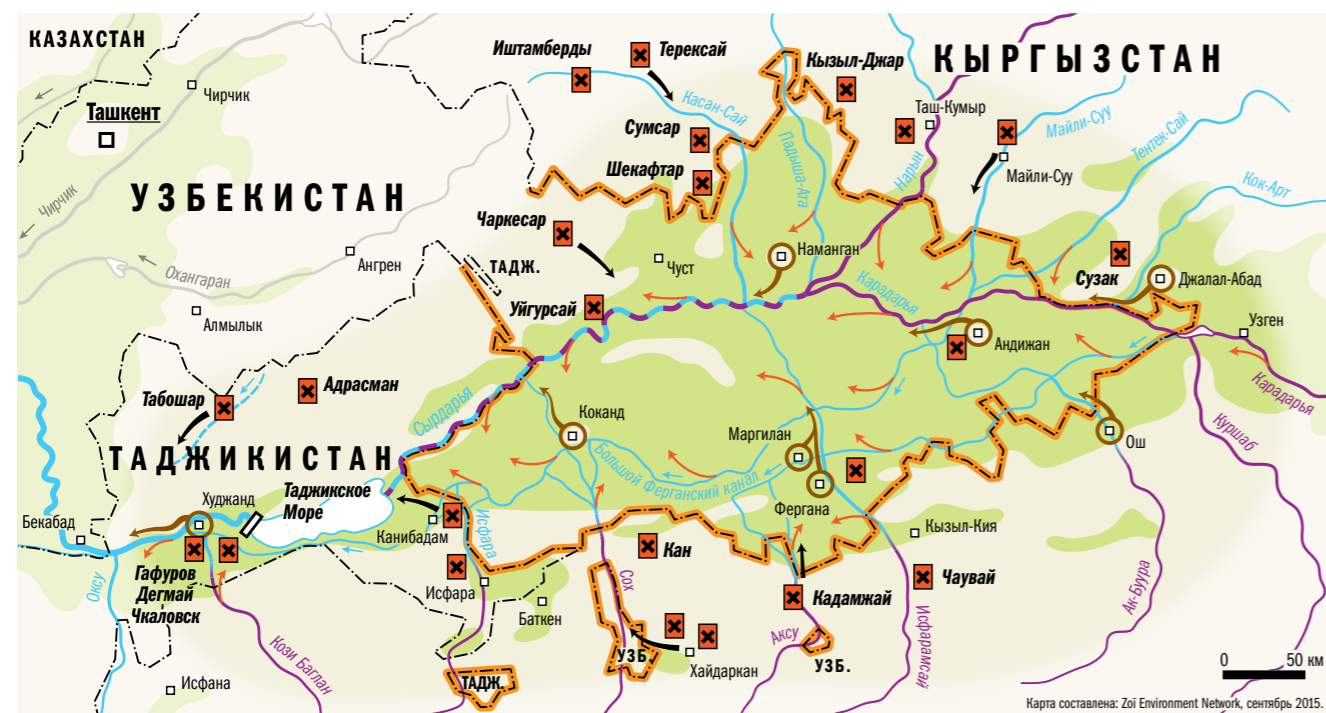 КАЗАХСТАН
Ташкент
Чирчик
Чирчик
УЗБЕКИСТАН
Охангаран
Ангрен
Алмылык
Иштамберды
Терексай
Касан-Сай
Сумсар
Шекафтар
Чаркесар
Чуст
ТАДЖ.
Уйгурсай
Кызыл-Джар
КЫРГЫЗСТАН
Таш-Кумыр
Падыша-Ата
Нарын
Майли-Суу
Майли-Суу
Тентек-Сай
Кок-Арт
Наманган
Карадарья
Сузак
Джалал-Абад
Узген
Андижан
Карадарья
Куршаб
Ош
Табошар
Адрасман
Сырдарья
Коканд
Маргилан
Большой Ферганский канал
Фергана
ТАДЖИКИСТАН
Таджикское
Море
Худжанд
Бекабад
Канибадам
Исфара
Исфара
Гафуров
Дегмай
Чкаловск
Оксу
Кози Баглан
Исфана
Баткен
ТАДЖ.
Сох
Кан
УЗБ.
Хайдаркан
Кадамжай
Аксу
УЗБ.
Кызыл-Кия
Чаувай
Исфарамсай
Ак-Буура
0 50 км
Карта составлена: Zoï Environment Network, сентябрь 2015.